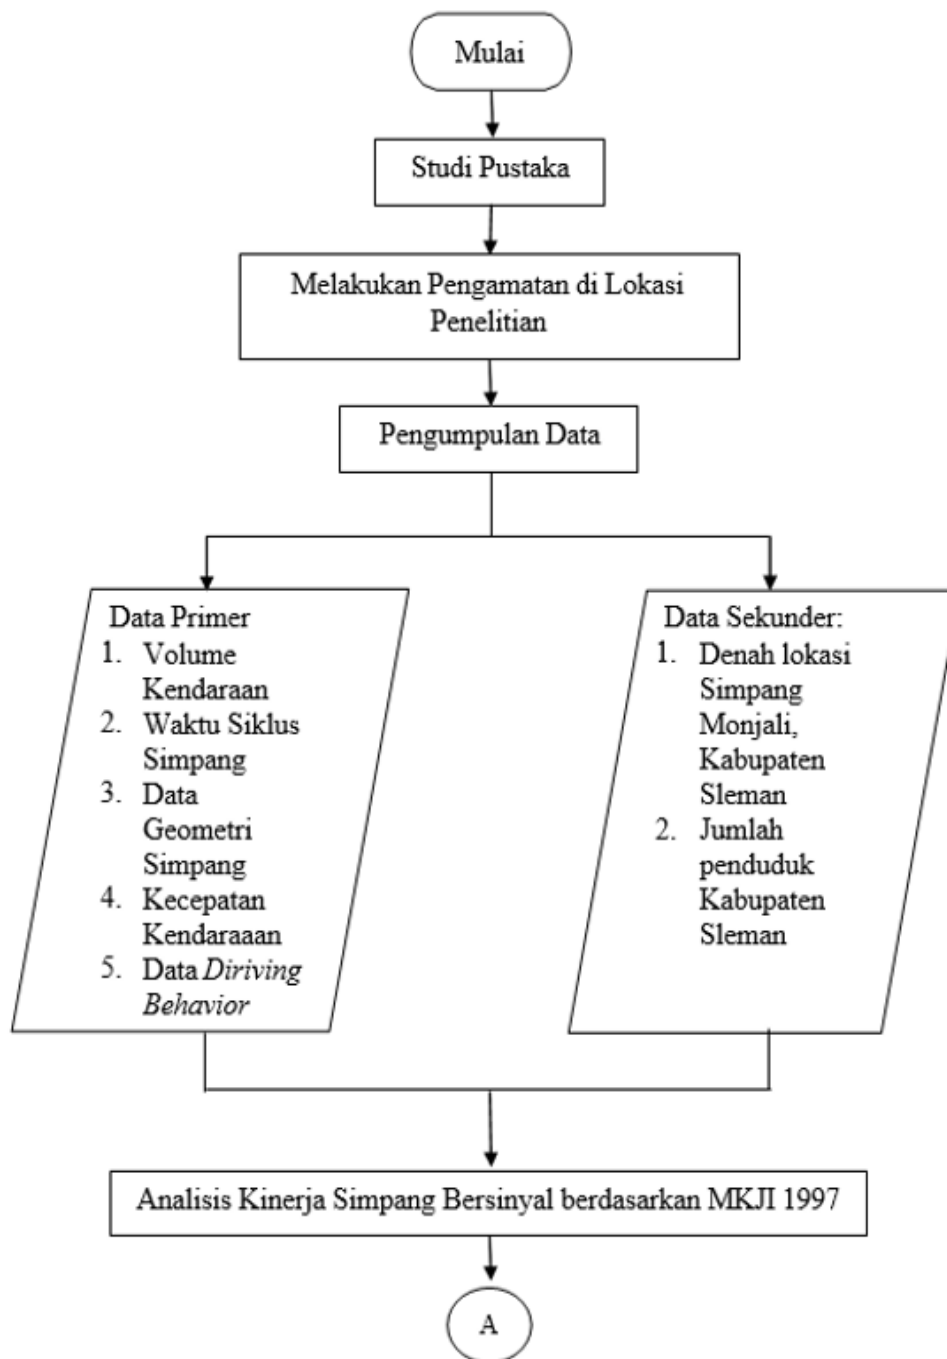 Mulai
Studi Pustaka
Melakukan Pengamatan di Lokasi
Penelitian
Pengumpulan Data
Data Primer
1. Volume
Kendaraan
2. Waktu Siklus
Simpang
3. Data
Geometri
Simpang
4. Kecepatan
Kendaraaan
5. Data Diriving
Behavior
Data Sekunder:
1. Denah lokasi
Simpang
Monjali,
Kabupaten
Sleman
2. Jumlah
penduduk
Kabupaten
Sleman
Analisis Kinerja Simpang Bersinyal berdasarkan MKJI 1997
A